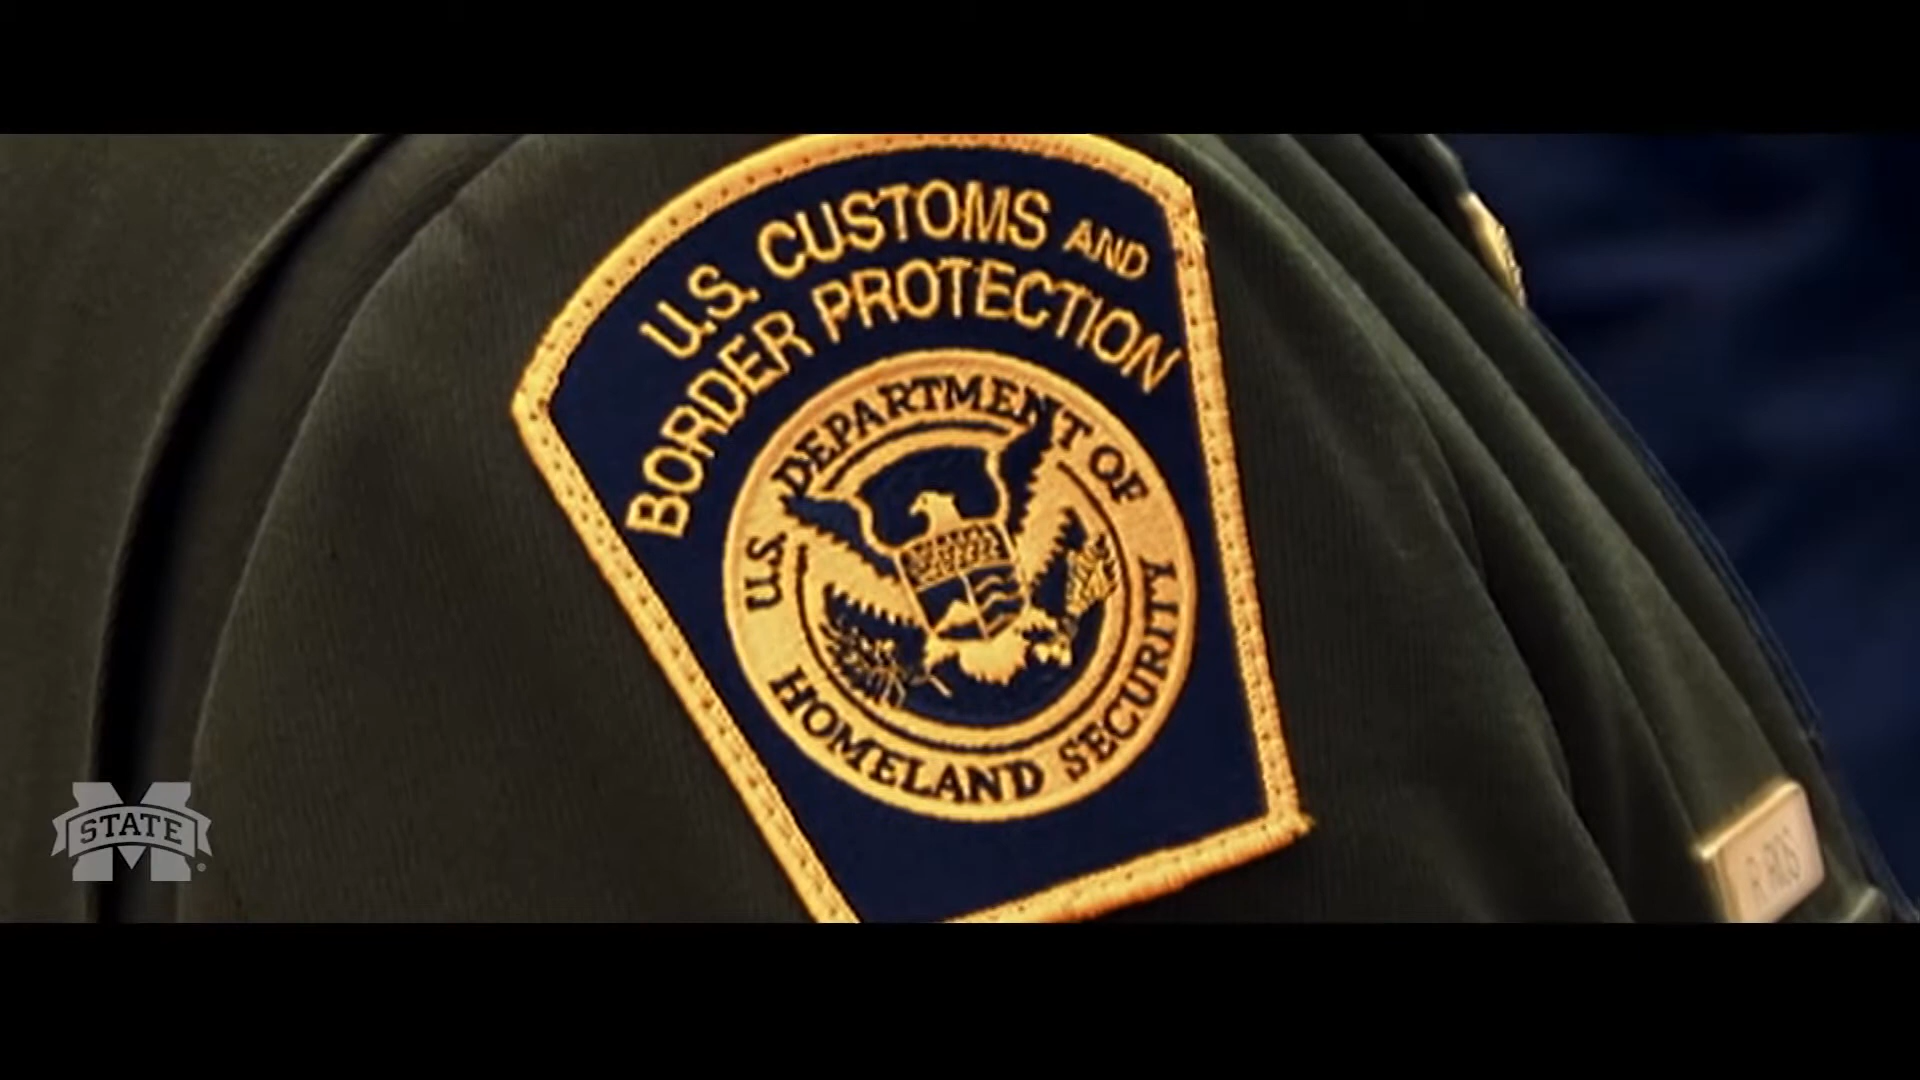 U.S. CUSTOMS AND
BORDER PROTECTION
U.S. DEPARTMENT OF
HOMELAND SECURITY
STATE